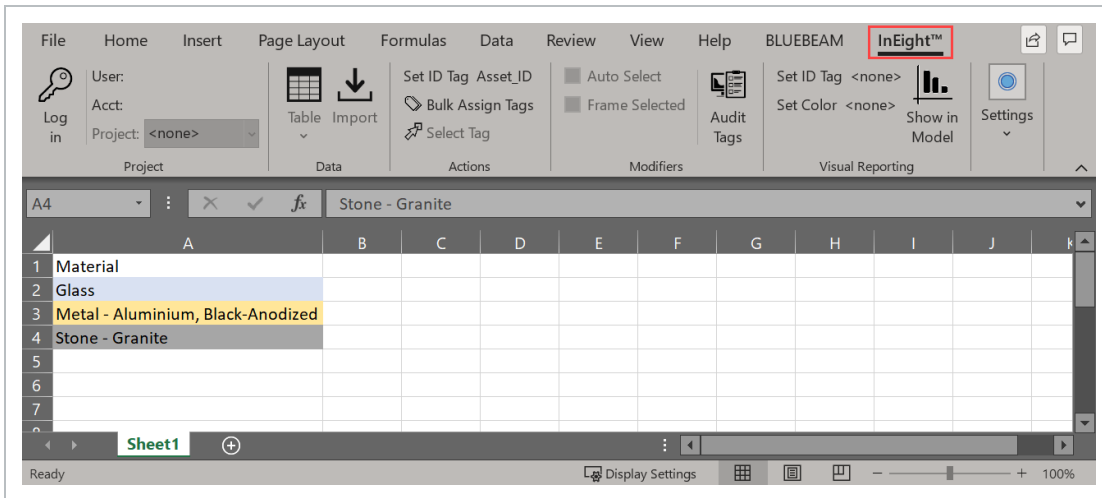 File Home Insert Page Layout Formulas Data Review View Help BLUEBEAM InEight™
Log in
User:
Acct:
Project: <none>
Project
Table Import
Data
Set ID Tag Asset_ID
Bulk Assign Tags
Select Tag
Actions
Auto Select
Frame Selected
Audit Tags
Modifiers
Set ID Tag <none>
Set Color <none>
Show in Model
Visual Reporting
Settings
A4 fx Stone - Granite
A B C D E F G H I J
1 Material
2 Glass
3 Metal - Aluminium, Black-Anodized
4 Stone - Granite
5
6
7
Sheet1
Ready Display Settings 100%